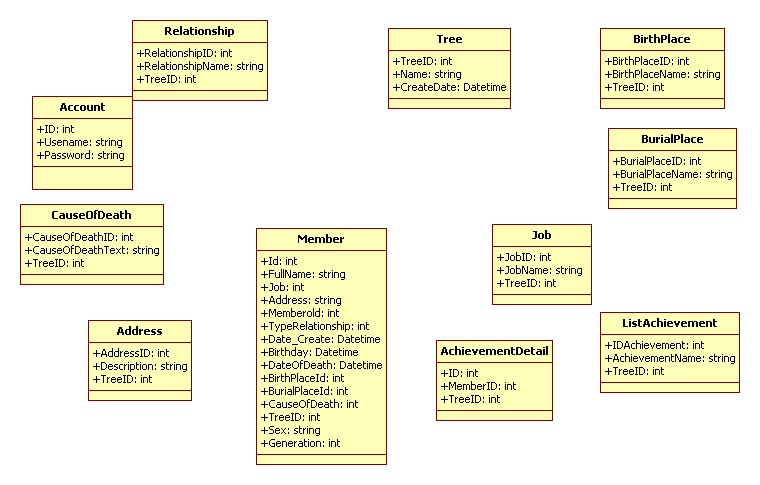 Relationship
+RelationshipID: int
+RelationshipName: string
+TreeID: int
Tree
+TreeID: int
+Name: string
+CreateDate: Datetime
BirthPlace
+BirthPlaceID: int
+BirthPlaceName: string
+TreeID: int
Account
+ID: int
+Usename: string
+Password: string
BurialPlace
+BurialPlaceID: int
+BurialPlaceName: string
+TreeID: int
CauseOfDeath
+CauseOfDeathID: int
+CauseOfDeathText: string
+TreeID: int
Member
+Id: int
+FullName: string
+Job: int
+Address: string
+Memberold: int
+TypeRelationship: int
+Date_Create: Datetime
+Birthday: Datetime
+DateOfDeath: Datetime
+BirthPlaceId: int
+BurialPlaceId: int
+CauseOfDeath: int
+TreeID: int
+Sex: string
+Generation: int
Job
+JobID: int
+JobName: string
+TreeID: int
Address
+AddressID: int
+Description: string
+TreeID: int
AchievementDetail
+ID: int
+MemberID: int
+TreeID: int
ListAchievement
+IDAchievement: int
+AchievementName: string
+TreeID: int